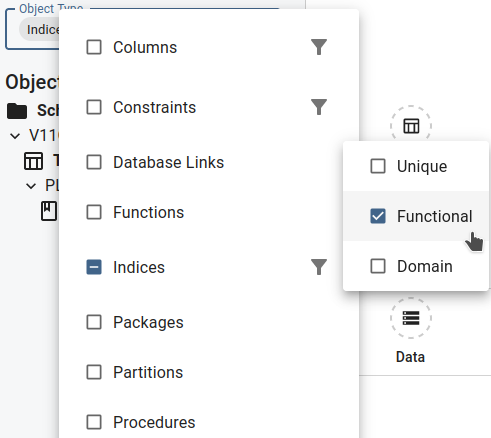 Object Type
Indice
Columns
Constraints
Database Links
Functions
Indices
Packages
Partitions
Procedures
Objec
Sch
V11
T
PL
Unique
Functional
Domain
Data